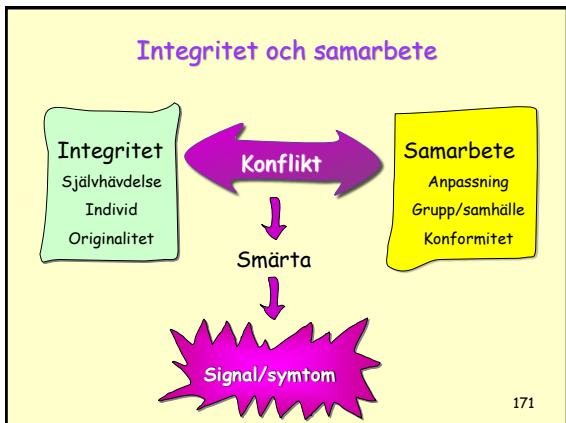 Integritet och samarbete
Integritet
Självhävdelse
Individ
Originalitet
Konflikt
Samarbete
Anpassning
Grupp/samhälle
Konformitet
Smärta
Signal/symtom
171